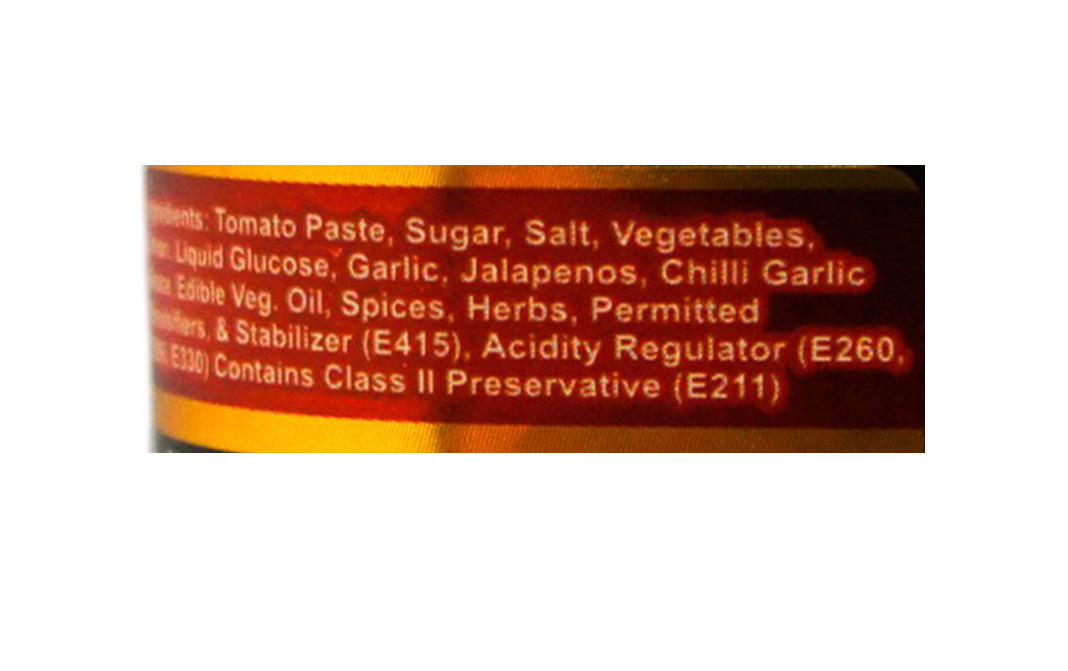 Ingredients: Tomato Paste, Sugar, Salt, Vegetables,
Liquid Glucose, Garlic, Jalapenos, Chilli Garlic
Edible Veg. Oil, Spices, Herbs, Permitted
& Stabilizer (E415), Acidity Regulator (E260,
E330) Contains Class II Preservative (E211)